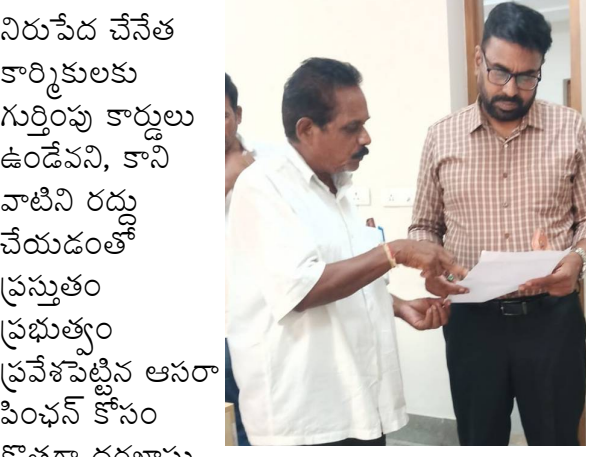 నిరుపేద చేనేత
కార్మికులకు
గుర్తింపు కార్డులు
ఉండేవని, కాని
వాటిని రద్దు
చేయడంతో
ప్రస్తుతం
ప్రభుత్వం
ప్రవేశపెట్టిన ఆసరా
పింఛన్ కోసం